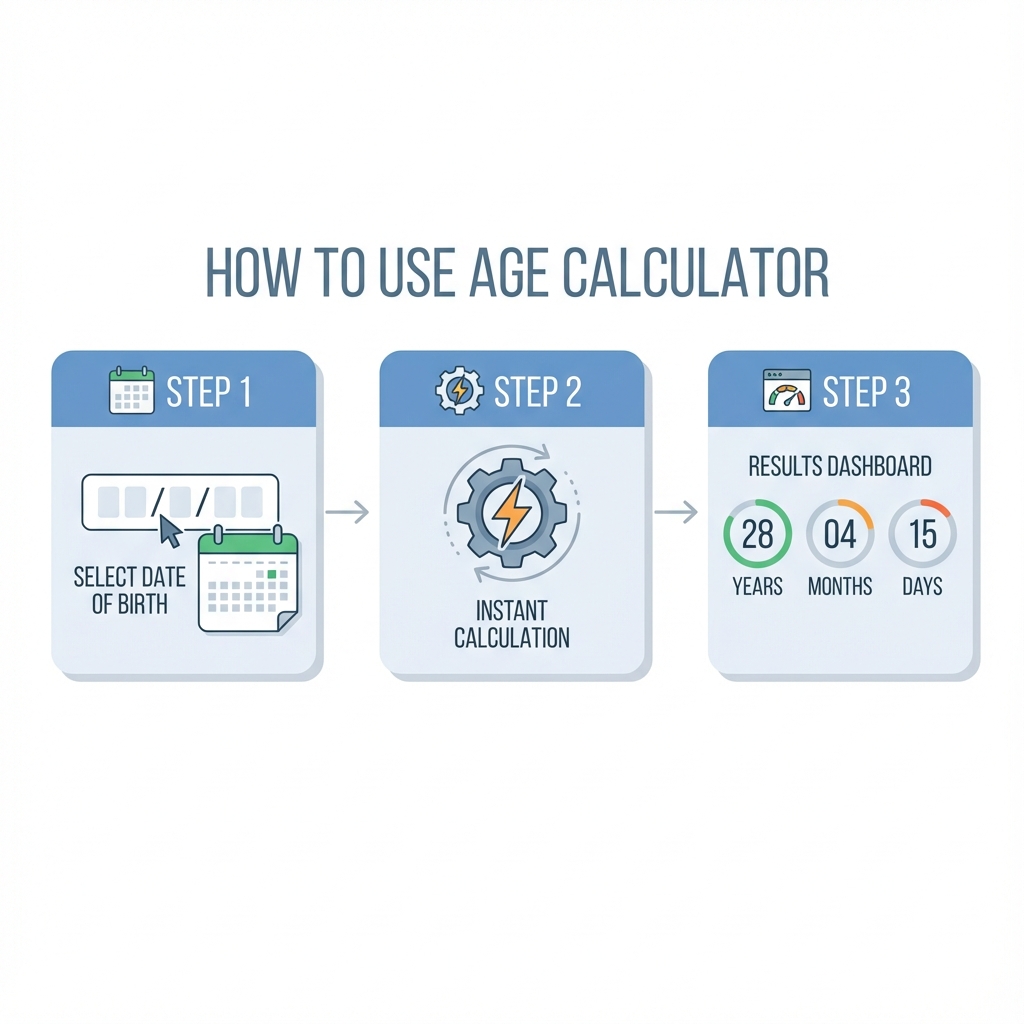 HOW TO USE AGE CALCULATOR
STEP 1
/ /
SELECT DATE
OF BIRTH
STEP 2
INSTANT
CALCULATION
STEP 3
RESULTS DASHBOARD
28 04 15
YEARS MONTHS DAYS